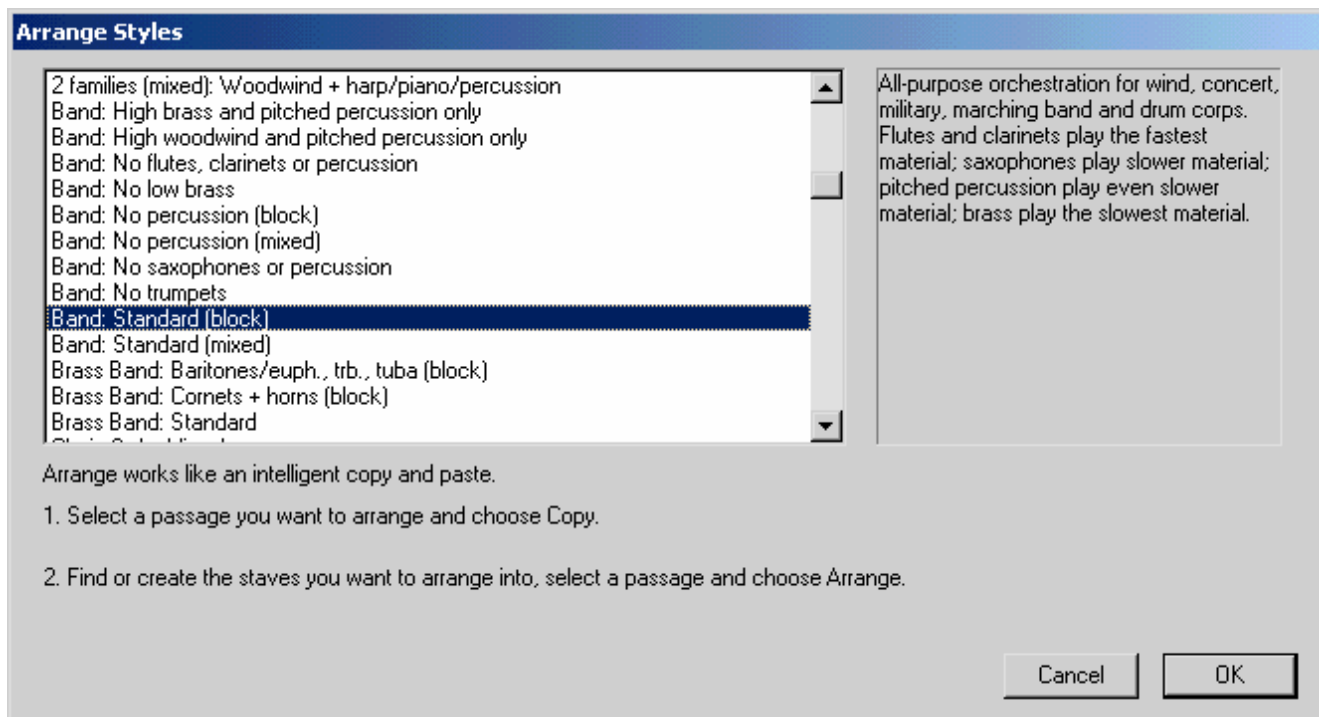 Arrange Styles
2 families (mixed): Woodwind + harp/piano/percussion
Band: High brass and pitched percussion only
Band: High woodwind and pitched percussion only
Band: No flutes, clarinets or percussion
Band: No low brass
Band: No percussion (block)
Band: No percussion (mixed)
Band: No saxophones or percussion
Band: No trumpets
Band: Standard (block)
Band: Standard (mixed)
Brass Band: Baritones/euph., trb., tuba (block)
Brass Band: Cornets + horns (block)
Brass Band: Standard
All-purpose orchestration for wind, concert,
military, marching band and drum corps.
Flutes and clarinets play the fastest
material; saxophones play slower material;
pitched percussion play even slower
material; brass play the slowest material.
Arrange works like an intelligent copy and paste.
1. Select a passage you want to arrange and choose Copy.
2. Find or create the staves you want to arrange into, select a passage and choose Arrange.
Cancel
OK